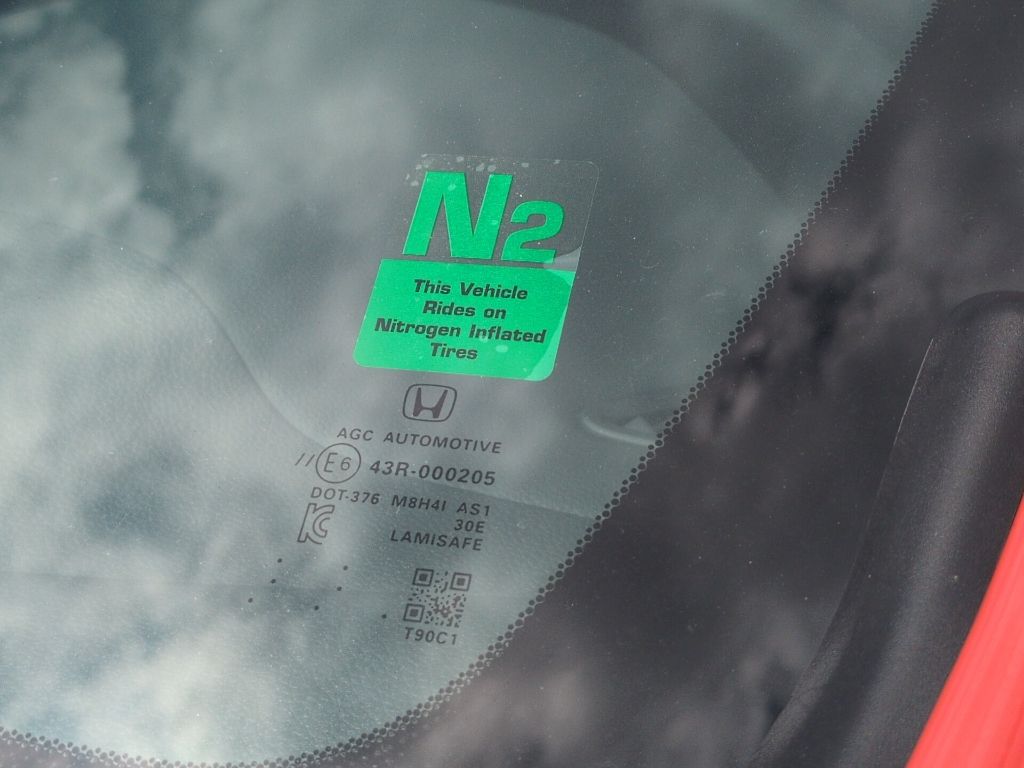 N2
This Vehicle
Rides on
Nitrogen Inflated
Tires
AGC AUTOMOTIVE
//E6 43R-000205
DOT-376 M8H4I AS1
30E
LAMISAFE
T90C1